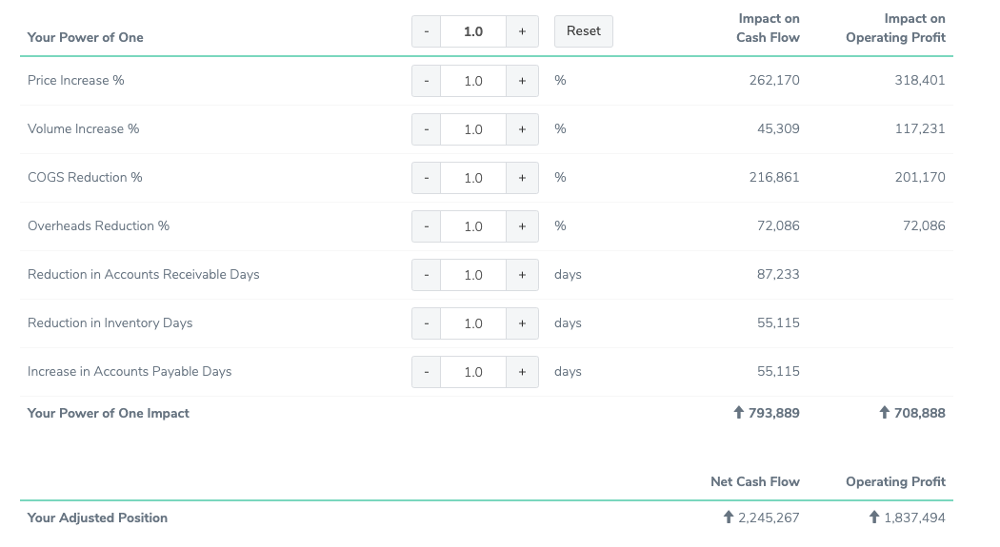 Your Power of One - 1.0 + Reset Impact on Cash Flow Impact on Operating Profit
Price Increase % - 1.0 + % 262,170 318,401
Volume Increase % - 1.0 + % 45,309 117,231
COGS Reduction % - 1.0 + % 216,861 201,170
Overheads Reduction % - 1.0 + % 72,086 72,086
Reduction in Accounts Receivable Days - 1.0 + days 87,233
Reduction in Inventory Days - 1.0 + days 55,115
Increase in Accounts Payable Days - 1.0 + days 55,115
Your Power of One Impact 793,889 708,888
Net Cash Flow Operating Profit
Your Adjusted Position 2,245,267 1,837,494